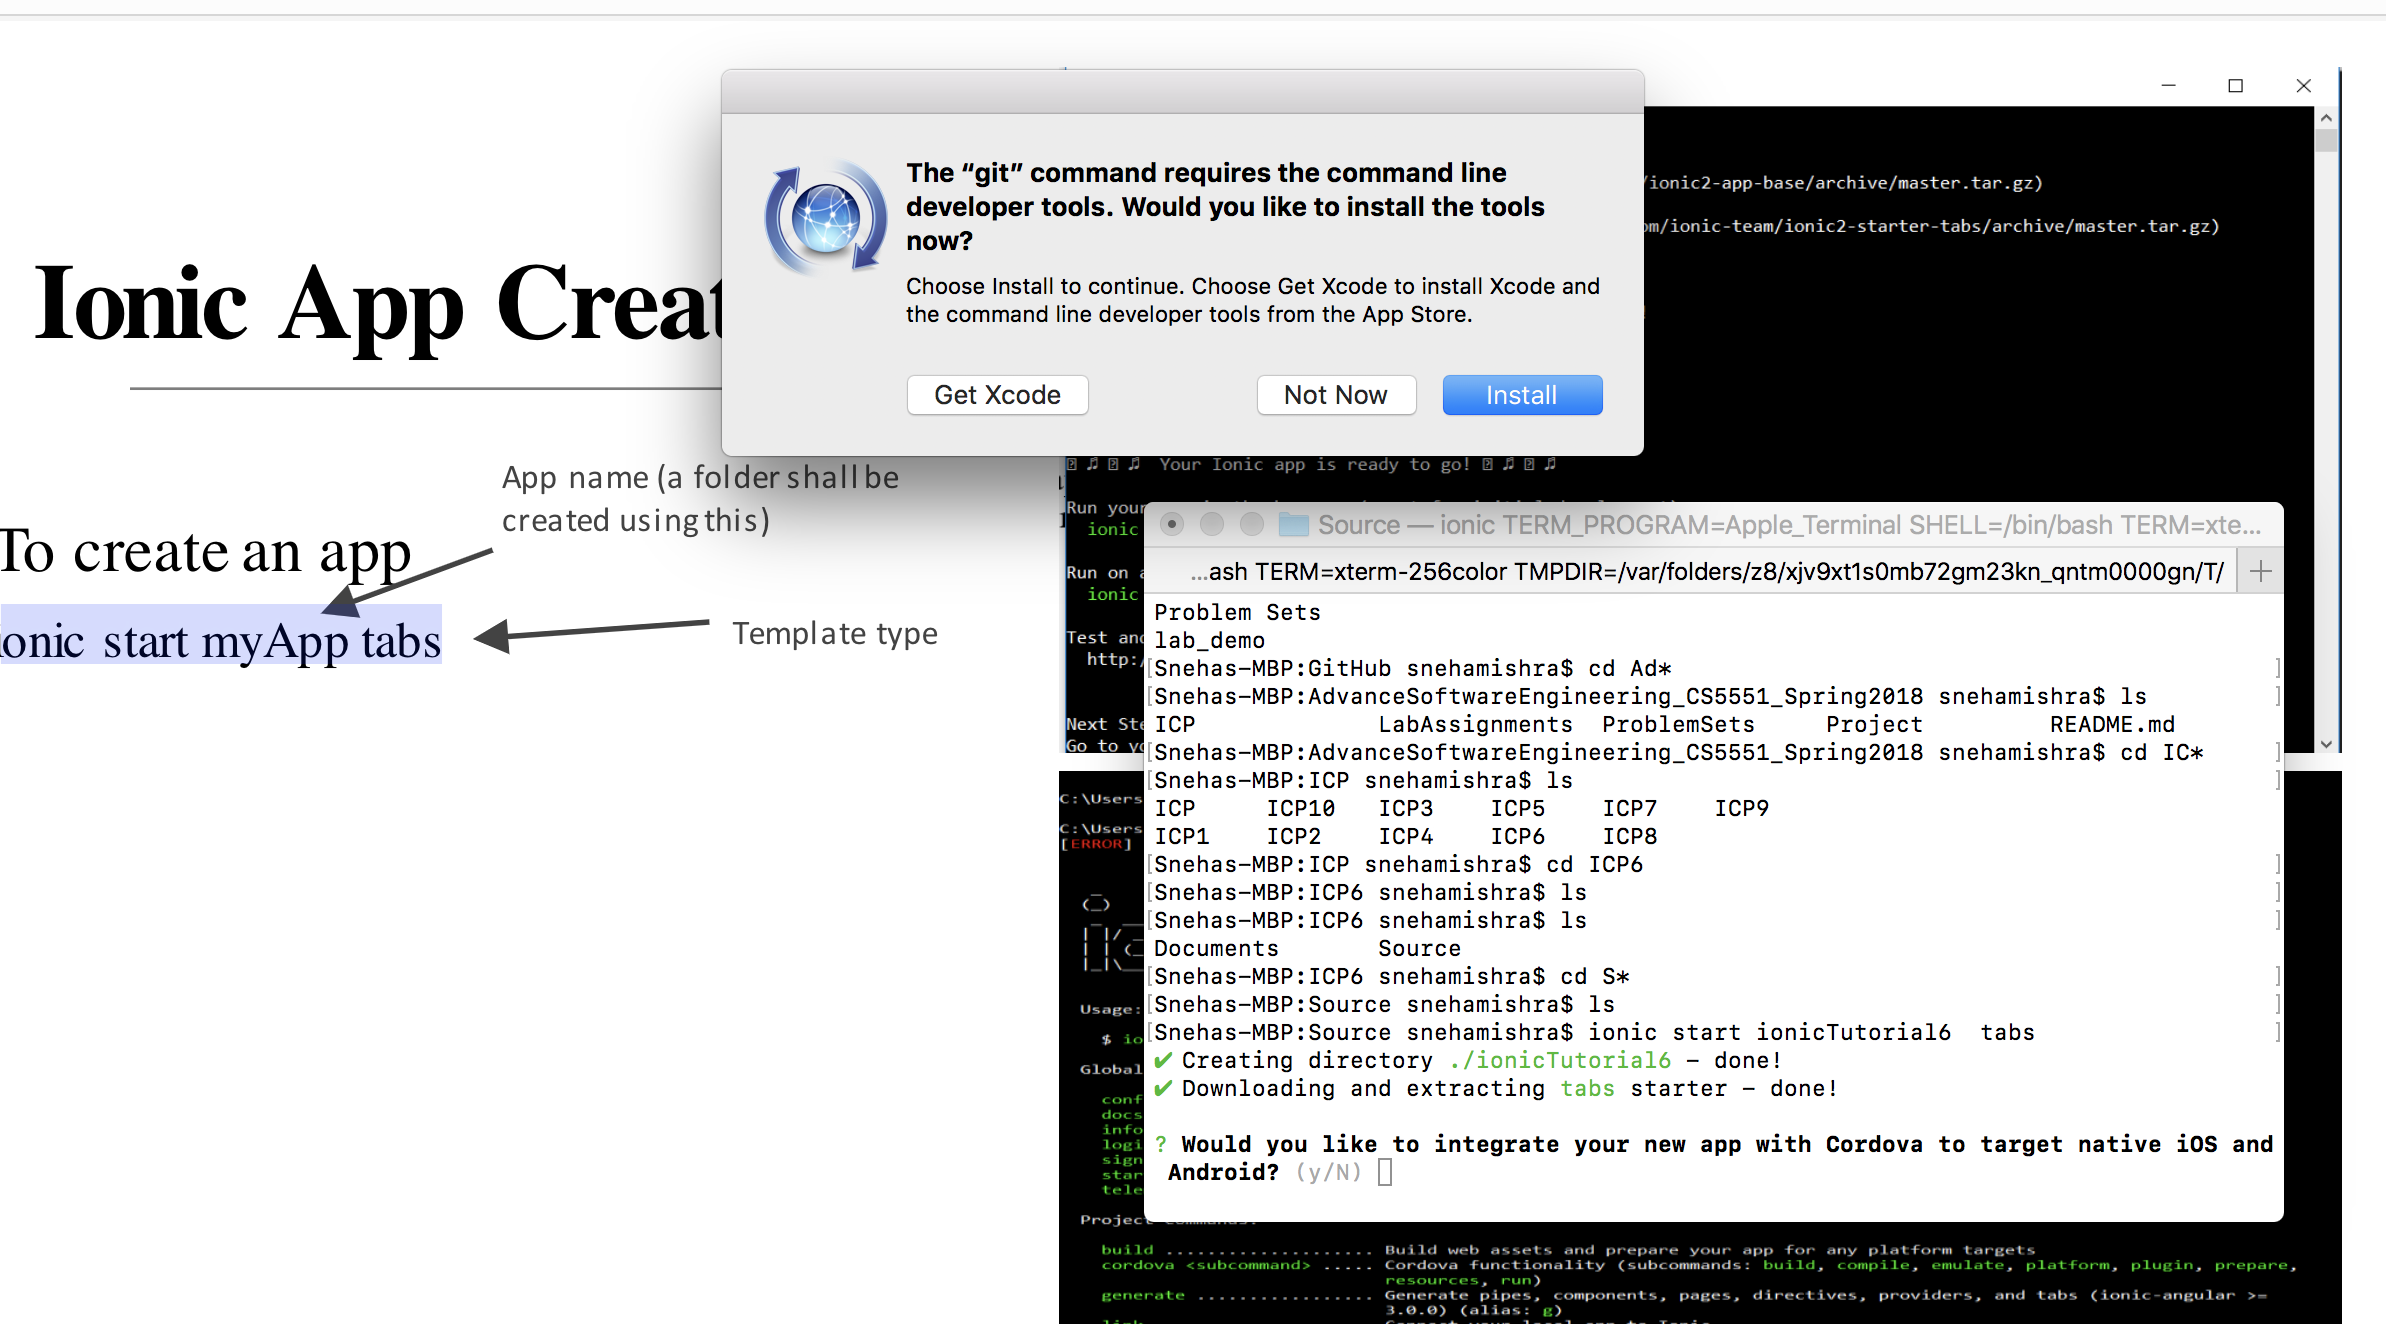 The “git” command requires the command line
developer tools. Would you like to install the tools
now?
Choose Install to continue. Choose Get Xcode to install Xcode and
the command line developer tools from the App Store.
Get Xcode
Not Now
Install
/ionic2-app-base/archive/master.tar.gz)
om/ionic-team/ionic2-starter-tabs/archive/master.tar.gz)
Ionic App Creat
App name (a folder shall be
created using this)
To create an app
ionic start myApp tabs
Template type
Your Ionic app is ready to go!
Run your
ionic
Run on a
ionic
Test and
http:/
Next Ste
Go to yo
Source — ionic TERM_PROGRAM=Apple_Terminal SHELL=/bin/bash TERM=xte...
...ash TERM=xterm-256color TMPDIR=/var/folders/z8/xjv9xt1s0mb72gm23kn_qntm0000gn/T/
Problem Sets
lab_demo
[Snehas-MBP:GitHub snehamishra$ cd Ad* ]
[Snehas-MBP:AdvanceSoftwareEngineering_CS5551_Spring2018 snehamishra$ ls ]
ICP LabAssignments ProblemSets Project README.md
[Snehas-MBP:AdvanceSoftwareEngineering_CS5551_Spring2018 snehamishra$ cd IC* ]
[Snehas-MBP:ICP snehamishra$ ls ]
ICP ICP10 ICP3 ICP5 ICP7 ICP9
ICP1 ICP2 ICP4 ICP6 ICP8
[Snehas-MBP:ICP snehamishra$ cd ICP6 ]
[Snehas-MBP:ICP6 snehamishra$ ls ]
[Snehas-MBP:ICP6 snehamishra$ ls ]
Documents Source
[Snehas-MBP:ICP6 snehamishra$ cd S* ]
[Snehas-MBP:Source snehamishra$ ls ]
[Snehas-MBP:Source snehamishra$ ionic start ionicTutorial6  tabs ]
✔ Creating directory ./ionicTutorial6 - done!
✔ Downloading and extracting tabs starter - done!
? Would you like to integrate your new app with Cordova to target native iOS and
Android? (y/N)
C:\Users
C:\Users
[ERROR]
Usage:
$ io
Global
conf
docs
info
logi
sign
star
tele
Project commands:
build .................... Build web assets and prepare your app for any platform targets
cordova <subcommand> ..... Cordova functionality (subcommands: build, compile, emulate, platform, plugin, prepare,
resources, run)
generate ................. Generate pipes, components, pages, directives, providers, and tabs (ionic-angular >=
3.0.0) (alias: g)